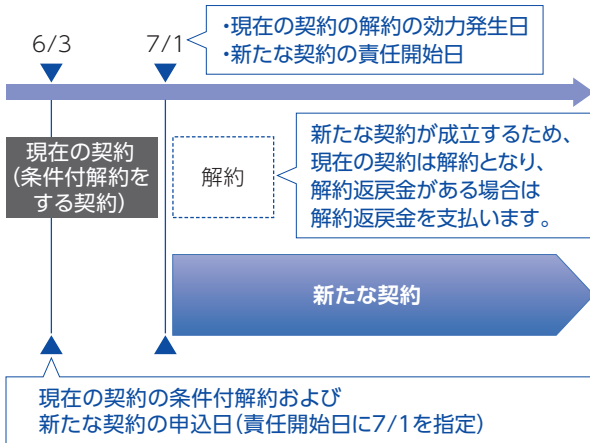 6/3
7/1
・現在の契約の解約の効力発生日
・新たな契約の責任開始日
現在の契約
(条件付解約を
する契約)
解約
新たな契約が成立するため、
現在の契約は解約となり、
解約返戻金がある場合は
解約返戻金を支払います。
新たな契約
現在の契約の条件付解約および
新たな契約の申込日(責任開始日に7/1を指定)